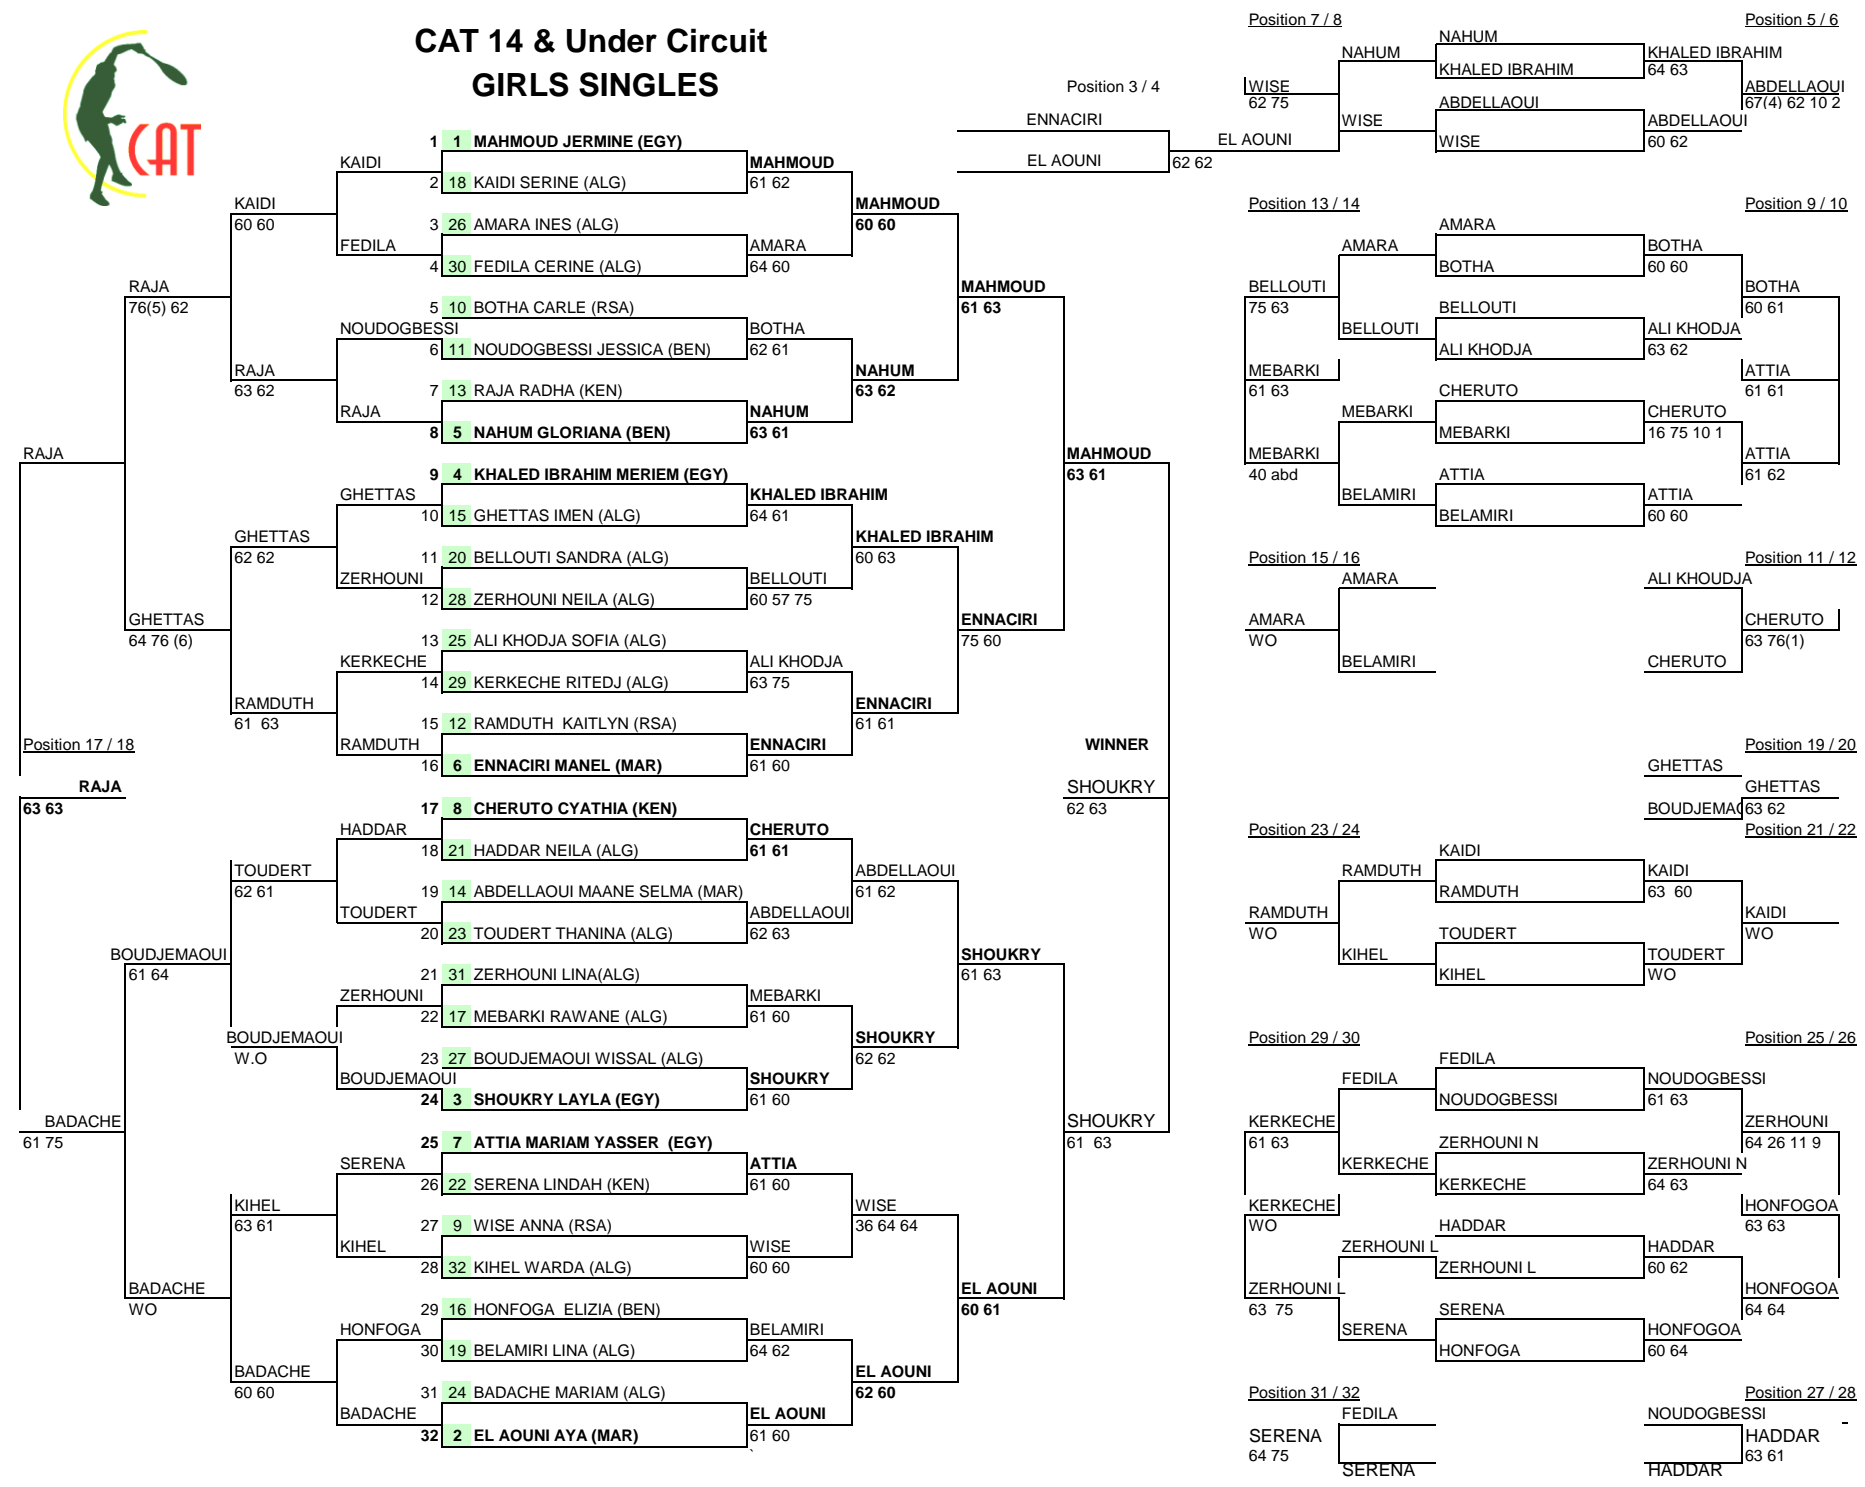 CAT 14 & Under Circuit
GIRLS SINGLES
CAT
Position 3 / 4
ENNACIRI
EL AOUNI
EL AOUNI
62 62
Position 7 / 8
Position 5 / 6
NAHUM
NAHUM
KHALED IBRAHIM
KHALED IBRAHIM
64 63
WISE
62 75
ABDELLAOUI
67(4) 62 10 2
ABDELLAOUI
WISE
ABDELLAOUI
WISE
60 62
1 1 MAHMOUD JERMINE (EGY)
KAIDI
MAHMOUD
2 18 KAIDI SERINE (ALG)
61 62
KAIDI
MAHMOUD
60 60
3 26 AMARA INES (ALG)
60 60
FEDILA
AMARA
4 30 FEDILA CERINE (ALG)
64 60
RAJA
MAHMOUD
76(5) 62
5 10 BOTHA CARLE (RSA)
61 63
NOUDOGBESSI
BOTHA
6 11 NOUDOGBESSI JESSICA (BEN)
62 61
RAJA
NAHUM
63 62
7 13 RAJA RADHA (KEN)
63 62
RAJA
NAHUM
8 5 NAHUM GLORIANA (BEN)
63 61
RAJA
MAHMOUD
63 61
9 4 KHALED IBRAHIM MERIEM (EGY)
GHETTAS
KHALED IBRAHIM
10 15 GHETTAS IMEN (ALG)
64 61
GHETTAS
KHALED IBRAHIM
62 62
11 20 BELLOUTI SANDRA (ALG)
60 63
ZERHOUNI
BELLOUTI
12 28 ZERHOUNI NEILA (ALG)
60 57 75
GHETTAS
ENNACIRI
64 76 (6)
13 25 ALI KHODJA SOFIA (ALG)
75 60
KERKECHE
ALI KHODJA
14 29 KERKECHE RITEDJ (ALG)
63 75
RAMDUTH
ENNACIRI
61 63
15 12 RAMDUTH KAITLYN (RSA)
61 61
Position 17 / 18
RAMDUTH
ENNACIRI
WINNER
16 6 ENNACIRI MANEL (MAR)
61 60
RAJA
SHOUKRY
63 63
17 8 CHERUTO CYATHIA (KEN)
62 63
HADDAR
CHERUTO
18 21 HADDAR NEILA (ALG)
61 61
TOUDERT
ABDELLAOUI
62 61
19 14 ABDELLAOUI MAANE SELMA (MAR)
61 62
TOUDERT
ABDELLAOUI
20 23 TOUDERT THANINA (ALG)
62 63
BOUDJEMAOUI
SHOUKRY
61 64
21 31 ZERHOUNI LINA(ALG)
61 63
ZERHOUNI
MEBARKI
22 17 MEBARKI RAWANE (ALG)
61 60
BOUDJEMAOUI
SHOUKRY
W.O
23 27 BOUDJEMAOUI WISSAL (ALG)
62 62
BOUDJEMAOUI
SHOUKRY
24 3 SHOUKRY LAYLA (EGY)
61 60
BADACHE
SHOUKRY
61 75
25 7 ATTIA MARIAM YASSER (EGY)
61 63
SERENA
ATTIA
26 22 SERENA LINDAH (KEN)
61 60
KIHEL
WISE
63 61
27 9 WISE ANNA (RSA)
36 64 64
KIHEL
WISE
28 32 KIHEL WARDA (ALG)
60 60
BADACHE
EL AOUNI
WO
29 16 HONFOGA ELIZIA (BEN)
60 61
HONFOGA
BELAMIRI
30 19 BELAMIRI LINA (ALG)
64 62
BADACHE
EL AOUNI
60 60
31 24 BADACHE MARIAM (ALG)
62 60
BADACHE
EL AOUNI
32 2 EL AOUNI AYA (MAR)
61 60
`
Position 13 / 14
Position 9 / 10
AMARA
AMARA
BOTHA
BOTHA
60 60
BELLOUTI
BOTHA
75 63
BELLOUTI
60 61
BELLOUTI
ALI KHODJA
ALI KHODJA
63 62
MEBARKI
ATTIA
61 63
CHERUTO
61 61
MEBARKI
CHERUTO
MEBARKI
16 75 10 1
MEBARKI
ATTIA
40 abd
ATTIA
61 62
BELAMIRI
ATTIA
BELAMIRI
60 60
Position 15 / 16
Position 11 / 12
AMARA
ALI KHOUDJA
AMARA
CHERUTO
WO
63 76(1)
BELAMIRI
CHERUTO
Position 19 / 20
GHETTAS
GHETTAS
BOUDJEMAO
63 62
Position 23 / 24
Position 21 / 22
KAIDI
RAMDUTH
KAIDI
RAMDUTH
63 60
RAMDUTH
KAIDI
WO
TOUDERT
WO
KIHEL
TOUDERT
KIHEL
WO
Position 29 / 30
Position 25 / 26
FEDILA
FEDILA
NOUDOGBESSI
NOUDOGBESSI
61 63
KERKECHE
ZERHOUNI
61 63
ZERHOUNI N
64 26 11 9
KERKECHE
ZERHOUNI N
KERKECHE
64 63
KERKECHE
HONFOGOA
WO
HADDAR
63 63
ZERHOUNI L
HADDAR
ZERHOUNI L
60 62
ZERHOUNI L
HONFOGOA
63 75
SERENA
64 64
SERENA
HONFOGOA
HONFOGA
60 64
Position 31 / 32
Position 27 / 28
FEDILA
NOUDOGBESSI
-
SERENA
HADDAR
64 75
63 61
SERENA
HADDAR